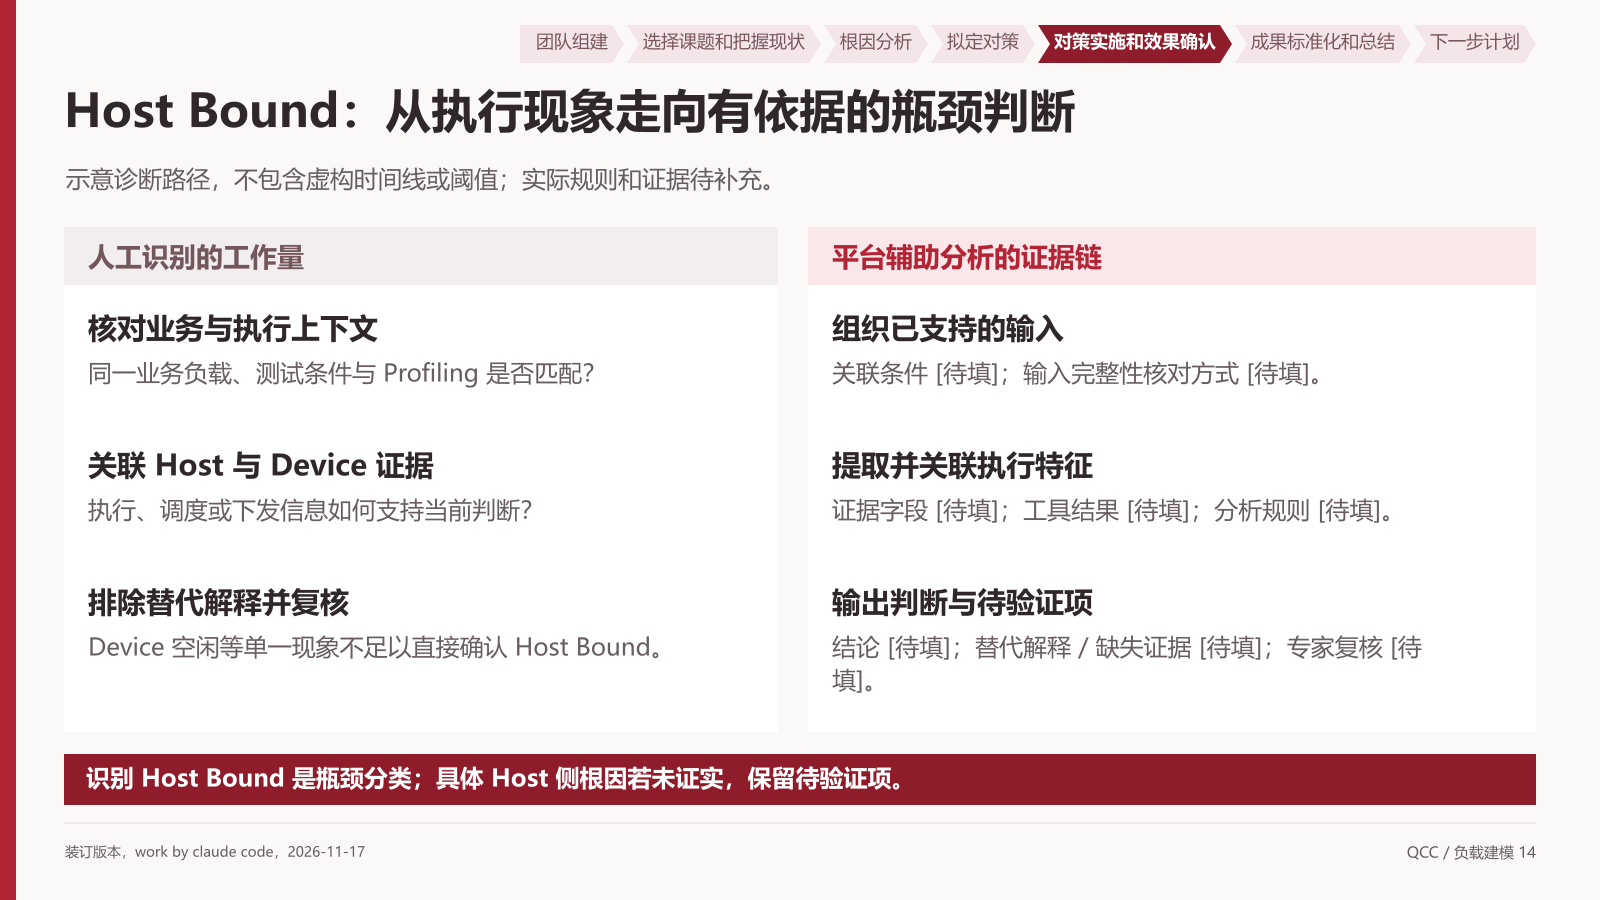 团队组建
选择课题和把握现状
根因分析
拟定对策
对策实施和效果确认
成果标准化和总结
下一步计划
Host Bound：从执行现象走向有依据的瓶颈判断
示意诊断路径，不包含虚构时间线或阈值；实际规则和证据待补充。
人工识别的工作量
核对业务与执行上下文
同一业务负载、测试条件与 Profiling 是否匹配？
关联 Host 与 Device 证据
执行、调度或下发信息如何支持当前判断？
排除替代解释并复核
Device 空闲等单一现象不足以直接确认 Host Bound。
平台辅助分析的证据链
组织已支持的输入
关联条件 [待填]；输入完整性核对方式 [待填]。
提取并关联执行特征
证据字段 [待填]；工具结果 [待填]；分析规则 [待填]。
输出判断与待验证项
结论 [待填]；替代解释 / 缺失证据 [待填]；专家复核 [待
填]。
识别 Host Bound 是瓶颈分类；具体 Host 侧根因若未证实，保留待验证项。
装订版本，work by claude code，2026-11-17
QCC / 负载建模 14